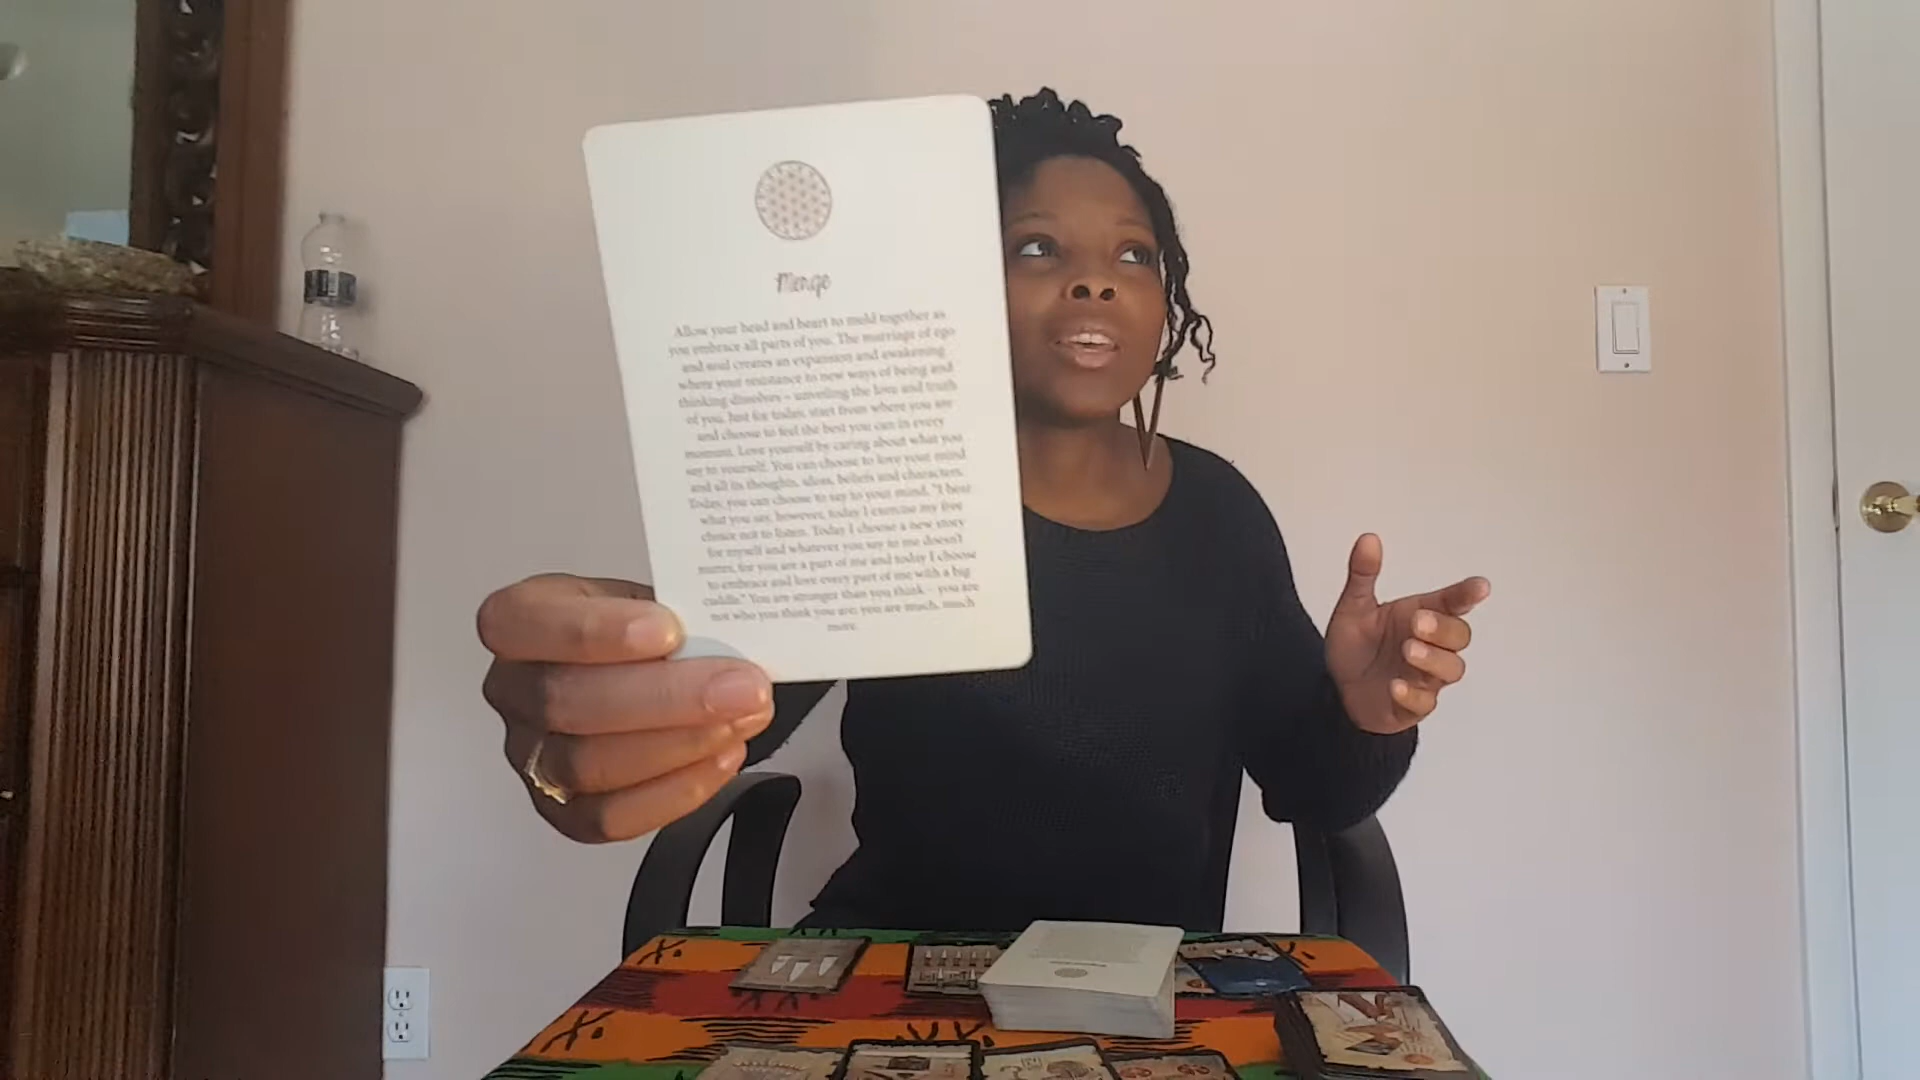 Merge
Allow your head and heart to meld together as
you embrace all parts of you. The marriage of ego
and soul creates an expansion and awakening
where your resistance to new ways of being and
thinking dissolves – unveiling the love and truth
of you. Just for today, start from where you are
and choose to feel the best you can in every
moment. Love yourself by caring about what you
say to yourself. You can choose to love your mind
and all its thoughts, ideas, beliefs and characters.
Today, you can choose to say to your mind, "I hear
what you say, however, today I exercise my free
choice not to listen. Today I choose a new story
for myself and whatever you say to me doesn't
matter, for you are a part of me and today I choose
to embrace and love every part of me with a big
cuddle." You are stronger than you think – you are
not who you think you are; you are much, much
more.